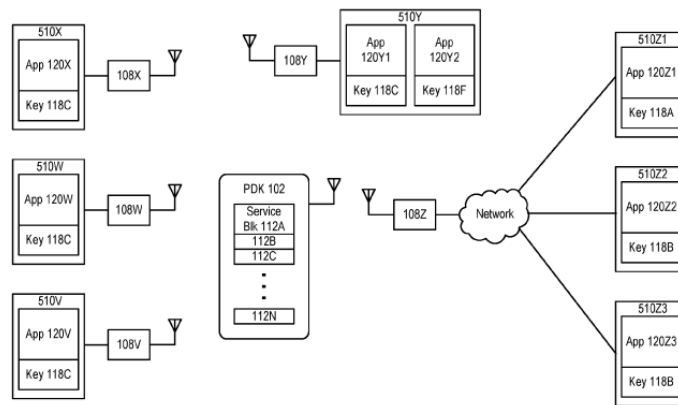 510X
App 120X
Key 118C
108X
510Y
App
120Y1
Key 118C
App
120Y2
Key 118F
108Y
510Z1
App 120Z1
Key 118A
510W
App 120W
Key 118C
108W
PDK 102
Service
Blk 112A
112B
112C
112N
108Z
Network
510Z2
App 120Z2
Key 118B
510V
App 120V
Key 118C
108V
510Z3
App 120Z3
Key 118B